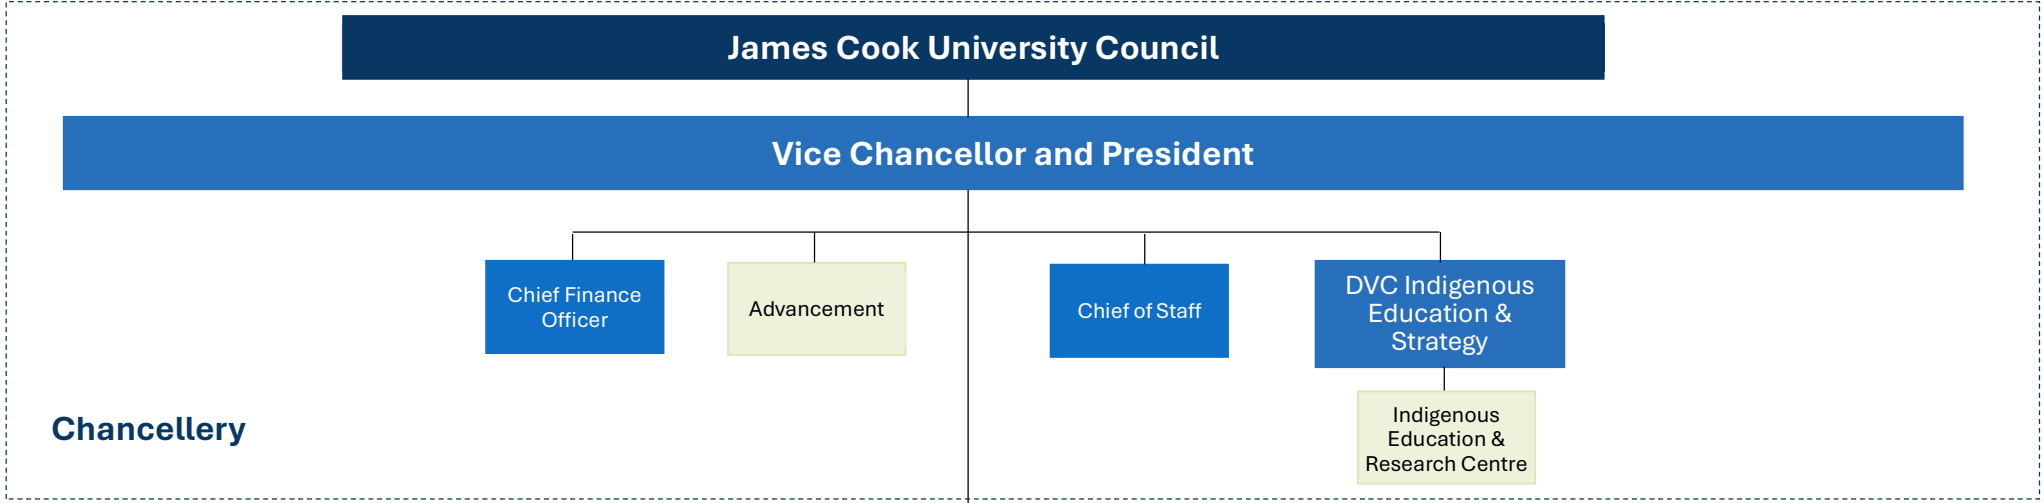 James Cook University Council
Vice Chancellor and President
Chief Finance
Officer
Advancement
Chief of Staff
DVC Indigenous
Education &
Strategy
Indigenous
Education &
Research Centre
Chancellery